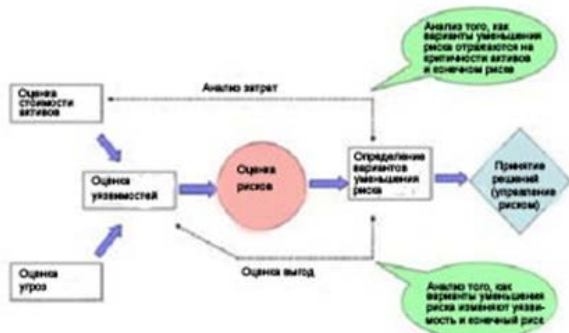 Анализ того, как
варианты уменьшения
риска отражаются на
критичности активов
и конечном риске
Анализ затрат
Оценка
стоимости
активов
Оценка
уязвимостей
Оценка
рисков
Определение
вариантов
уменьшения
риска
Принятие
решений
(управление
риском)
Оценка
угроз
Оценка выгод
Анализ того, как
варианты уменьшения
риска изменяют уязви-
мость и конечный риск